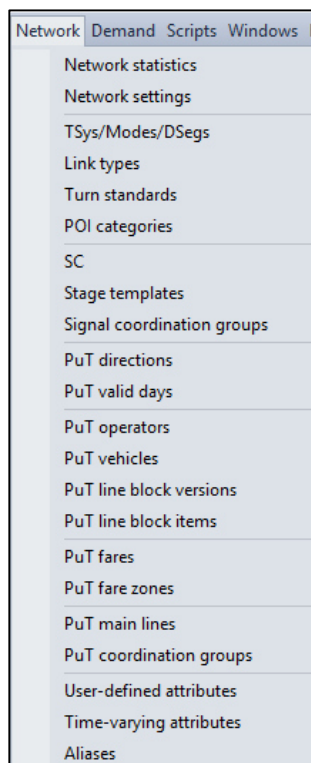 Network Demand Scripts Windows
Network statistics
Network settings
TSys/Modes/DSegs
Link types
Turn standards
POI categories
SC
Stage templates
Signal coordination groups
PuT directions
PuT valid days
PuT operators
PuT vehicles
PuT line block versions
PuT line block items
PuT fares
PuT fare zones
PuT main lines
PuT coordination groups
User-defined attributes
Time-varying attributes
Aliases